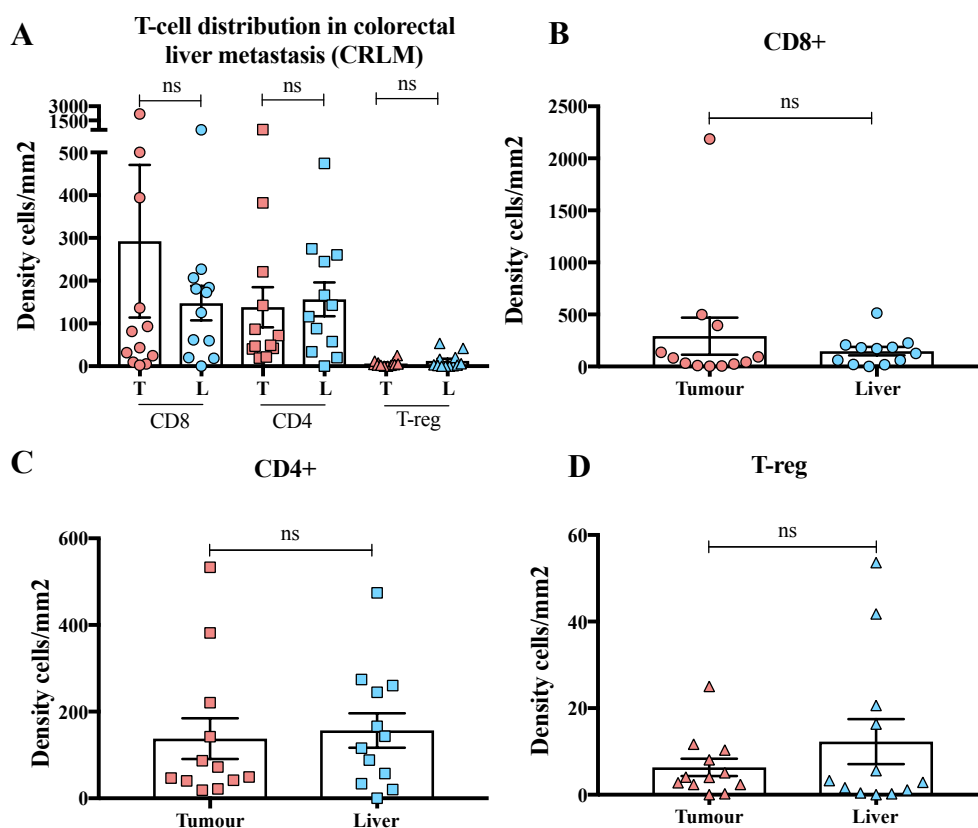 A
T-cell distribution in colorectal
liver metastasis (CRLM)
ns
ns
ns
Density cells/mm2
3000
1500
500
400
300
200
100
0
T
L
T
L
T
L
CD8
CD4
T-reg
B
CD8+
ns
Density cells/mm2
2500
2000
1500
1000
500
0
Tumour
Liver
C
CD4+
ns
Density cells/mm2
600
400
200
0
Tumour
Liver
D
T-reg
ns
Density cells/mm2
60
40
20
0
Tumour
Liver